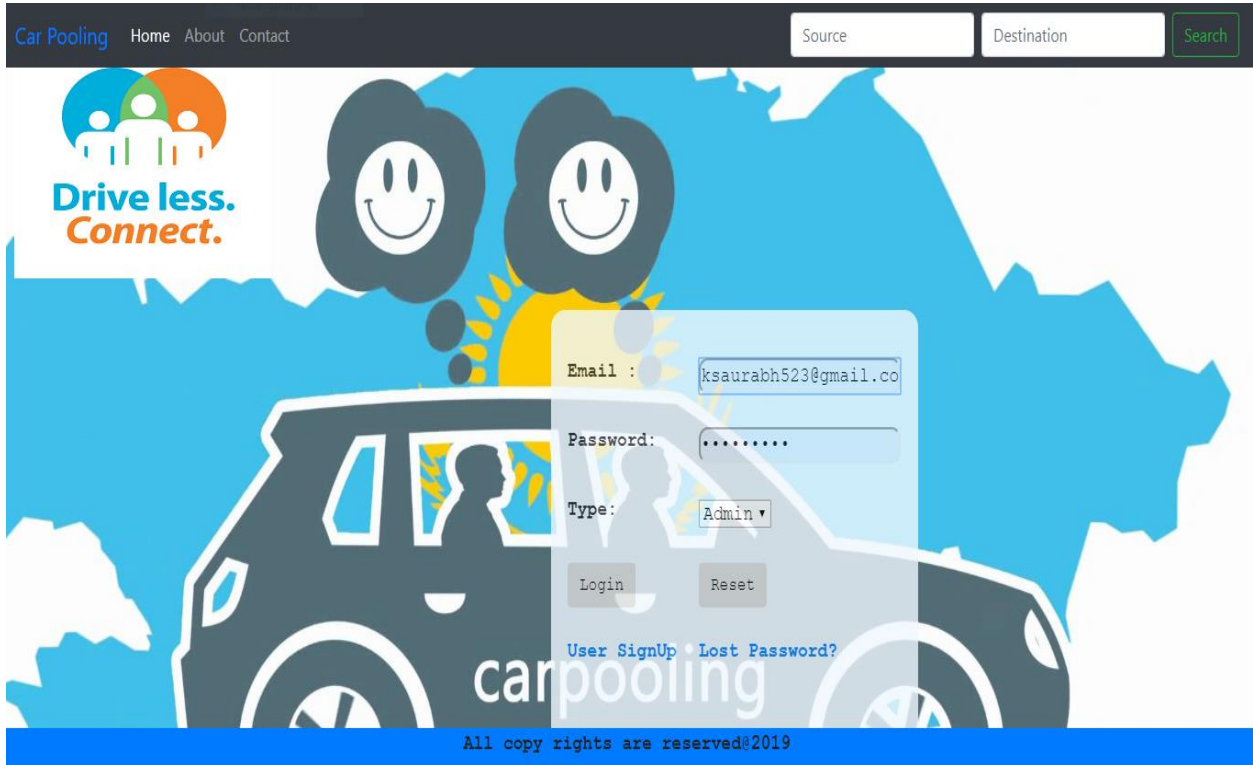 Car Pooling Home About Contact Source Destination Search
Drive less.
Connect.
Email : ksaurabh523@gmail.co
Password: •••••••••
Type: Admin
Login Reset
User SignUp Lost Password?
carpooling
All copy rights are reserved@2019